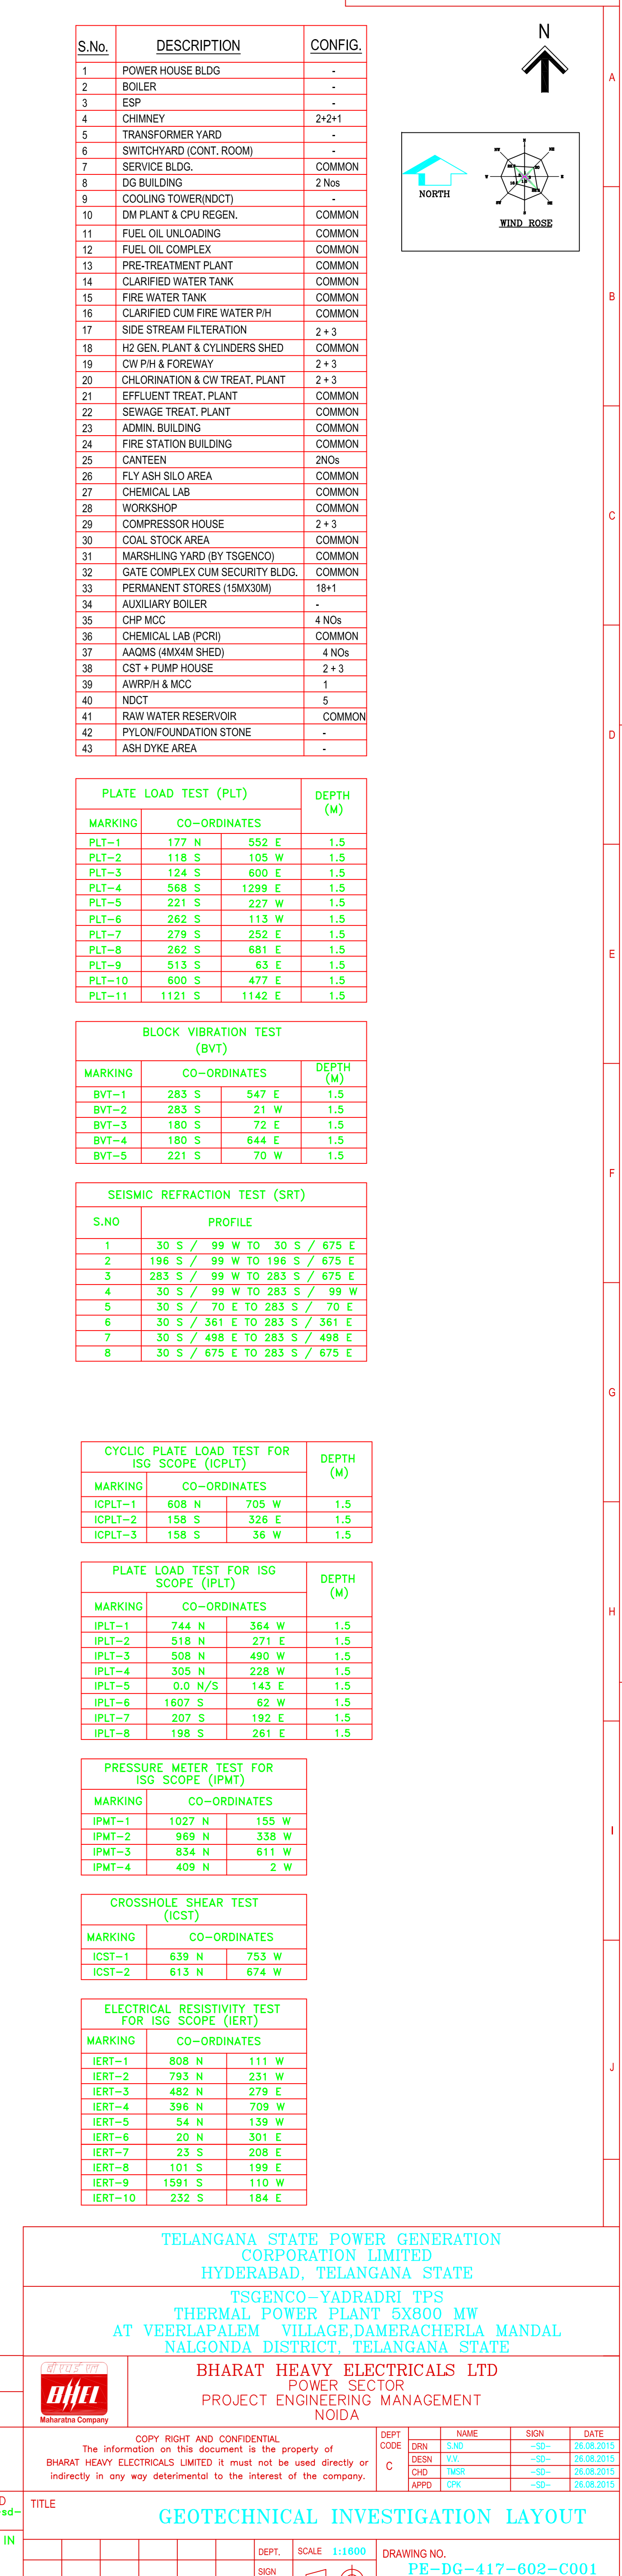 S.No. DESCRIPTION CONFIG.
1 POWER HOUSE BLDG -
2 BOILER -
3 ESP -
4 CHIMNEY 2+2+1
5 TRANSFORMER YARD -
6 SWITCHYARD (CONT. ROOM) -
7 SERVICE BLDG. COMMON
8 DG BUILDING 2 Nos
9 COOLING TOWER(NDCT) -
10 DM PLANT & CPU REGEN. COMMON
11 FUEL OIL UNLOADING COMMON
12 FUEL OIL COMPLEX COMMON
13 PRE-TREATMENT PLANT COMMON
14 CLARIFIED WATER TANK COMMON
15 FIRE WATER TANK COMMON
16 CLARIFIED CUM FIRE WATER P/H COMMON
17 SIDE STREAM FILTERATION 2 + 3
18 H2 GEN. PLANT & CYLINDERS SHED COMMON
19 CW P/H & FOREWAY 2 + 3
20 CHLORINATION & CW TREAT. PLANT 2 + 3
21 EFFLUENT TREAT. PLANT COMMON
22 SEWAGE TREAT. PLANT COMMON
23 ADMIN. BUILDING COMMON
24 FIRE STATION BUILDING COMMON
25 CANTEEN 2NOs
26 FLY ASH SILO AREA COMMON
27 CHEMICAL LAB COMMON
28 WORKSHOP COMMON
29 COMPRESSOR HOUSE 2 + 3
30 COAL STOCK AREA COMMON
31 MARSHLING YARD (BY TSGENCO) COMMON
32 GATE COMPLEX CUM SECURITY BLDG. COMMON
33 PERMANENT STORES (15MX30M) 18+1
34 AUXILIARY BOILER -
35 CHP MCC 4 NOs
36 CHEMICAL LAB (PCRI) COMMON
37 AAQMS (4MX4M SHED) 4 NOs
38 CST + PUMP HOUSE 2 + 3
39 AWRP/H & MCC 1
40 NDCT 5
41 RAW WATER RESERVOIR COMMON
42 PYLON/FOUNDATION STONE -
43 ASH DYKE AREA -
N
NORTH
WIND ROSE
A
B
C
D
E
F
G
H
I
J
PLATE LOAD TEST (PLT) DEPTH (M)
MARKING CO-ORDINATES
PLT-1 177 N 552 E 1.5
PLT-2 118 S 105 W 1.5
PLT-3 124 S 600 E 1.5
PLT-4 568 S 1299 E 1.5
PLT-5 221 S 227 W 1.5
PLT-6 262 S 113 W 1.5
PLT-7 279 S 252 E 1.5
PLT-8 262 S 681 E 1.5
PLT-9 513 S 63 E 1.5
PLT-10 600 S 477 E 1.5
PLT-11 1121 S 1142 E 1.5
BLOCK VIBRATION TEST
(BVT)
MARKING CO-ORDINATES DEPTH (M)
BVT-1 283 S 547 E 1.5
BVT-2 283 S 21 W 1.5
BVT-3 180 S 72 E 1.5
BVT-4 180 S 644 E 1.5
BVT-5 221 S 70 W 1.5
SEISMIC REFRACTION TEST (SRT)
S.NO PROFILE
1 30 S / 99 W TO 30 S / 675 E
2 196 S / 99 W TO 196 S / 675 E
3 283 S / 99 W TO 283 S / 675 E
4 30 S / 99 W TO 283 S / 99 W
5 30 S / 70 E TO 283 S / 70 E
6 30 S / 361 E TO 283 S / 361 E
7 30 S / 498 E TO 283 S / 498 E
8 30 S / 675 E TO 283 S / 675 E
CYCLIC PLATE LOAD TEST FOR
ISG SCOPE (ICPLT)
DEPTH
(M)
MARKING CO-ORDINATES
ICPLT-1 608 N 705 W 1.5
ICPLT-2 158 S 326 E 1.5
ICPLT-3 158 S 36 W 1.5
PLATE LOAD TEST FOR ISG
SCOPE (IPLT)
DEPTH
(M)
MARKING CO-ORDINATES
IPLT-1 744 N 364 W 1.5
IPLT-2 518 N 271 E 1.5
IPLT-3 508 N 490 W 1.5
IPLT-4 305 N 228 W 1.5
IPLT-5 0.0 N/S 143 E 1.5
IPLT-6 1607 S 62 W 1.5
IPLT-7 207 S 192 E 1.5
IPLT-8 198 S 261 E 1.5
PRESSURE METER TEST FOR
ISG SCOPE (IPMT)
MARKING CO-ORDINATES
IPMT-1 1027 N 155 W
IPMT-2 969 N 338 W
IPMT-3 834 N 611 W
IPMT-4 409 N 2 W
CROSSHOLE SHEAR TEST
(ICST)
MARKING CO-ORDINATES
ICST-1 639 N 753 W
ICST-2 613 N 674 W
ELECTRICAL RESISTIVITY TEST
FOR ISG SCOPE (IERT)
MARKING CO-ORDINATES
IERT-1 808 N 111 W
IERT-2 793 N 231 W
IERT-3 482 N 279 E
IERT-4 396 N 709 W
IERT-5 54 N 139 W
IERT-6 20 N 301 E
IERT-7 23 S 208 E
IERT-8 101 S 199 E
IERT-9 1591 S 110 W
IERT-10 232 S 184 E
TELANGANA STATE POWER GENERATION
CORPORATION LIMITED
HYDERABAD, TELANGANA STATE
TSGENCO-YADRADRI TPS
THERMAL POWER PLANT 5X800 MW
AT VEERLAPALEM VILLAGE,DAMERACHERLA MANDAL
NALGONDA DISTRICT, TELANGANA STATE
बी एच ई एल
BHEL
Maharatna Company
BHARAT HEAVY ELECTRICALS LTD
POWER SECTOR
PROJECT ENGINEERING MANAGEMENT
NOIDA
COPY RIGHT AND CONFIDENTIAL
The information on this document is the property of
BHARAT HEAVY ELECTRICALS LIMITED it must not be used directly or
indirectly in any way deterimental to the interest of the company.
DEPT CODE C
NAME SIGN DATE
DRN S.ND -SD- 26.08.2015
DESN V.V. -SD- 26.08.2015
CHD TMSR -SD- 26.08.2015
APPD CPK -SD- 26.08.2015
D
sd-
IN
TITLE
GEOTECHNICAL INVESTIGATION LAYOUT
DEPT. SCALE 1:1600 DRAWING NO.
SIGN PE-DG-417-602-C001